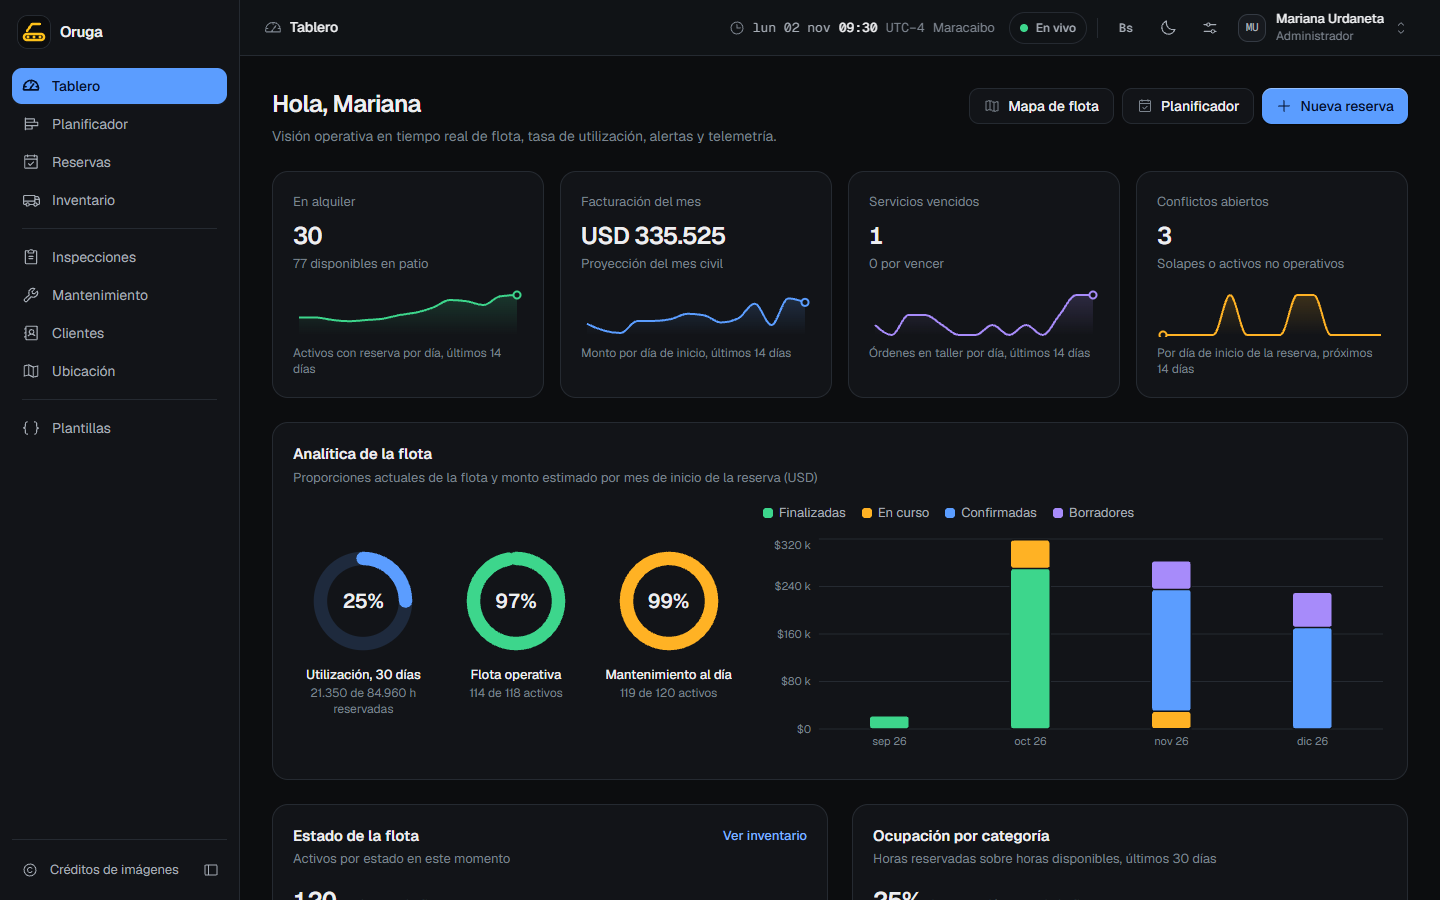 Oruga
Tablero
Planificador
Reservas
Inventario
Inspecciones
Mantenimiento
Clientes
Ubicación
Plantillas
Créditos de imágenes
Tablero
lun 02 nov 09:30 UTC−4 Maracaibo
En vivo
Bs
MU
Mariana Urdaneta
Administrador
Hola, Mariana
Visión operativa en tiempo real de flota, tasa de utilización, alertas y telemetría.
Mapa de flota
Planificador
Nueva reserva
En alquiler
30
77 disponibles en patio
Activos con reserva por día, últimos 14
días
Facturación del mes
USD 335.525
Proyección del mes civil
Monto por día de inicio, últimos 14 días
Servicios vencidos
1
0 por vencer
Órdenes en taller por día, últimos 14 días
Conflictos abiertos
3
Solapes o activos no operativos
Por día de inicio de la reserva, próximos
14 días
Analítica de la flota
Proporciones actuales de la flota y monto estimado por mes de inicio de la reserva (USD)
25%
Utilización, 30 días
21.350 de 84.960 h
reservadas
97%
Flota operativa
114 de 118 activos
99%
Mantenimiento al día
119 de 120 activos
Finalizadas En curso Confirmadas Borradores
$320 k
$240 k
$160 k
$80 k
$0
sep 26 oct 26 nov 26 dic 26
Estado de la flota
Ver inventario
Activos por estado en este momento
120
Ocupación por categoría
Horas reservadas sobre horas disponibles, últimos 30 días
25%